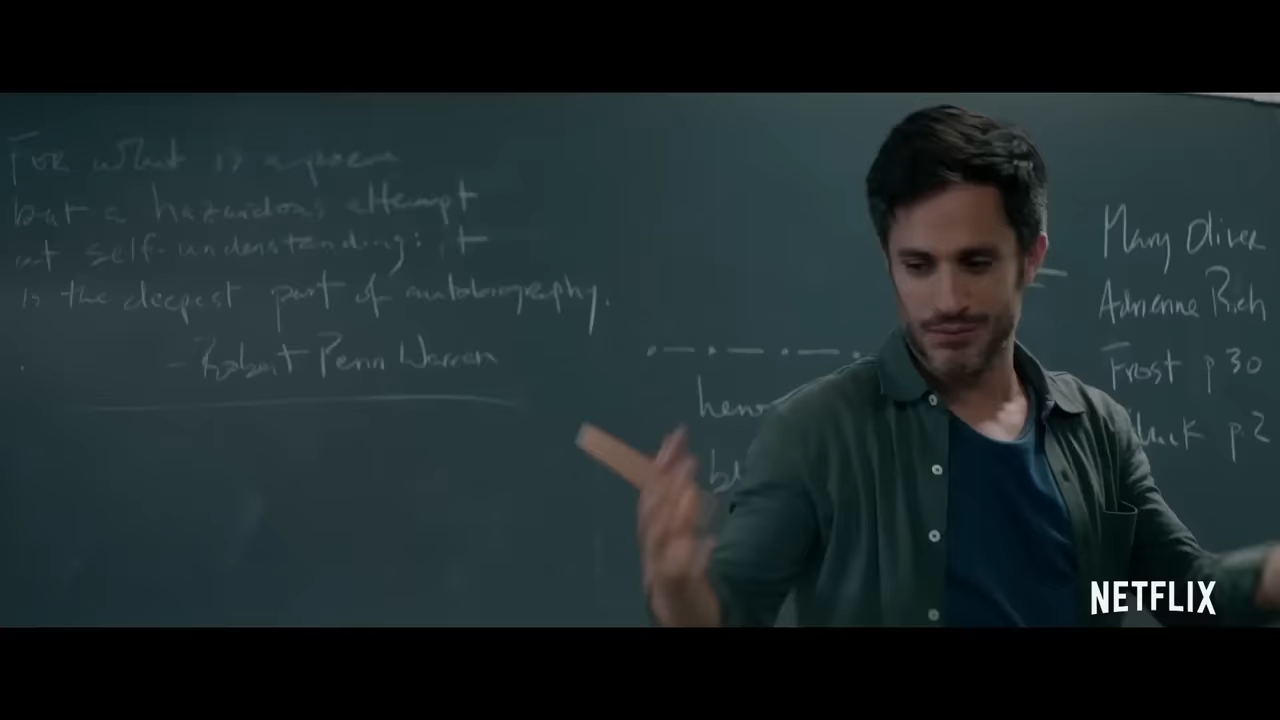 For what is a poem
but a hazardous attempt
at self-understanding: it
is the deepest part of autobiography.
- Robert Penn Warren
Mary Oliver
Adrienne Rich
Frost p 30
p. 2
NETFLIX